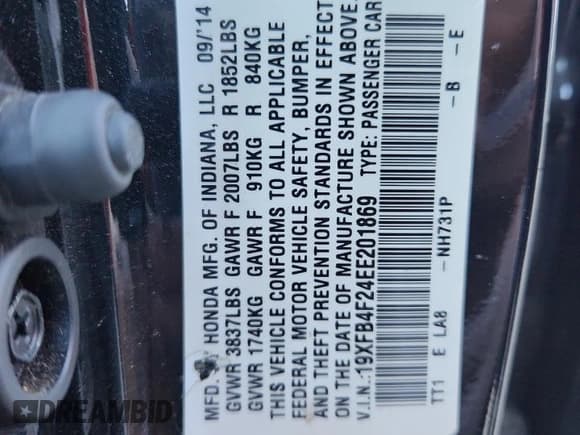 MFD. BY HONDA MFG. OF INDIANA, LLC 09/'14
GVWR 3837LBS GAWR F 2007LBS R 1852LBS
GVWR 1740KG GAWR F 910KG R 840KG
THIS VEHICLE CONFORMS TO ALL APPLICABLE
FEDERAL MOTOR VEHICLE SAFETY, BUMPER,
AND THEFT PREVENTION STANDARDS IN EFFECT
ON THE DATE OF MANUFACTURE SHOWN ABOVE.
V.I.N.:19XFB4F24EE201869 TYPE: PASSENGER CAR
TT1 E LA8 -NH731P -B -E
DREAMBID